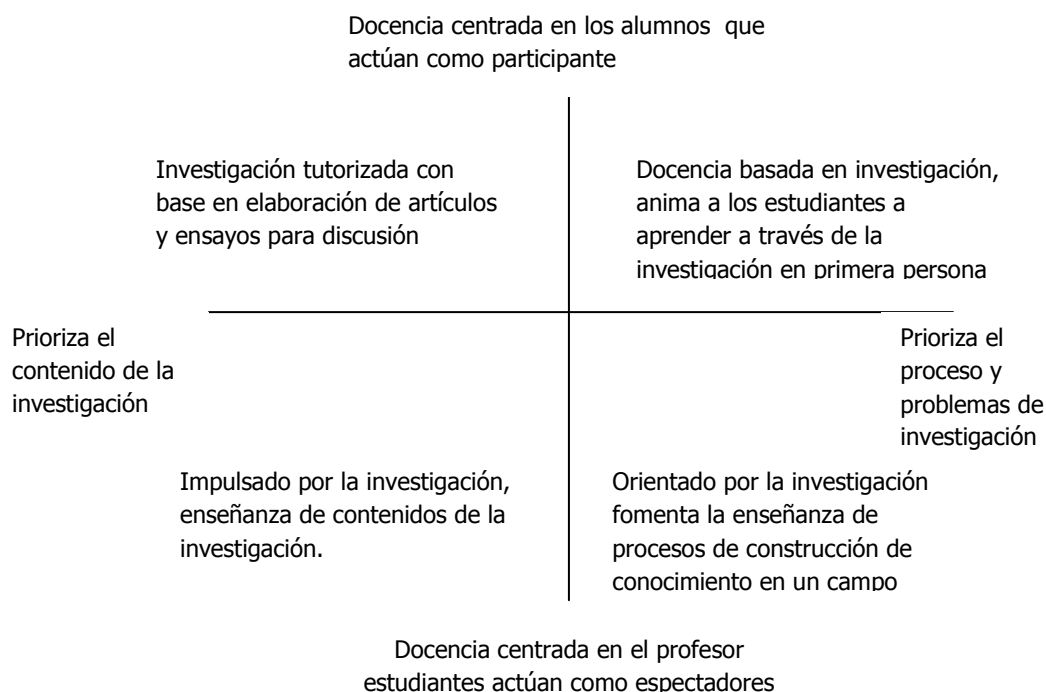 Docencia centrada en los alumnos que
actúan como participante
Investigación tutorizada con
base en elaboración de artículos
y ensayos para discusión
Docencia basada en investigación,
anima a los estudiantes a
aprender a través de la
investigación en primera persona
Prioriza el
contenido de la
investigación
Prioriza el
proceso y
problemas de
investigación
Impulsado por la investigación,
enseñanza de contenidos de la
investigación.
Orientado por la investigación
fomenta la enseñanza de
procesos de construcción de
conocimiento en un campo
Docencia centrada en el profesor
estudiantes actúan como espectadores